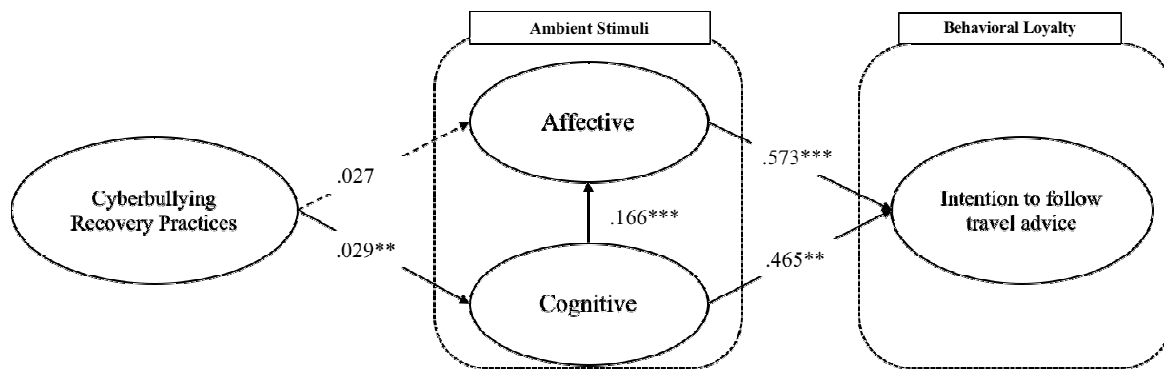 Ambient Stimuli
Behavioral Loyalty
Affective
.027
.573***
Cyberbullying
Recovery Practices
Intention to follow
travel advice
.166***
.029**
.465**
Cognitive